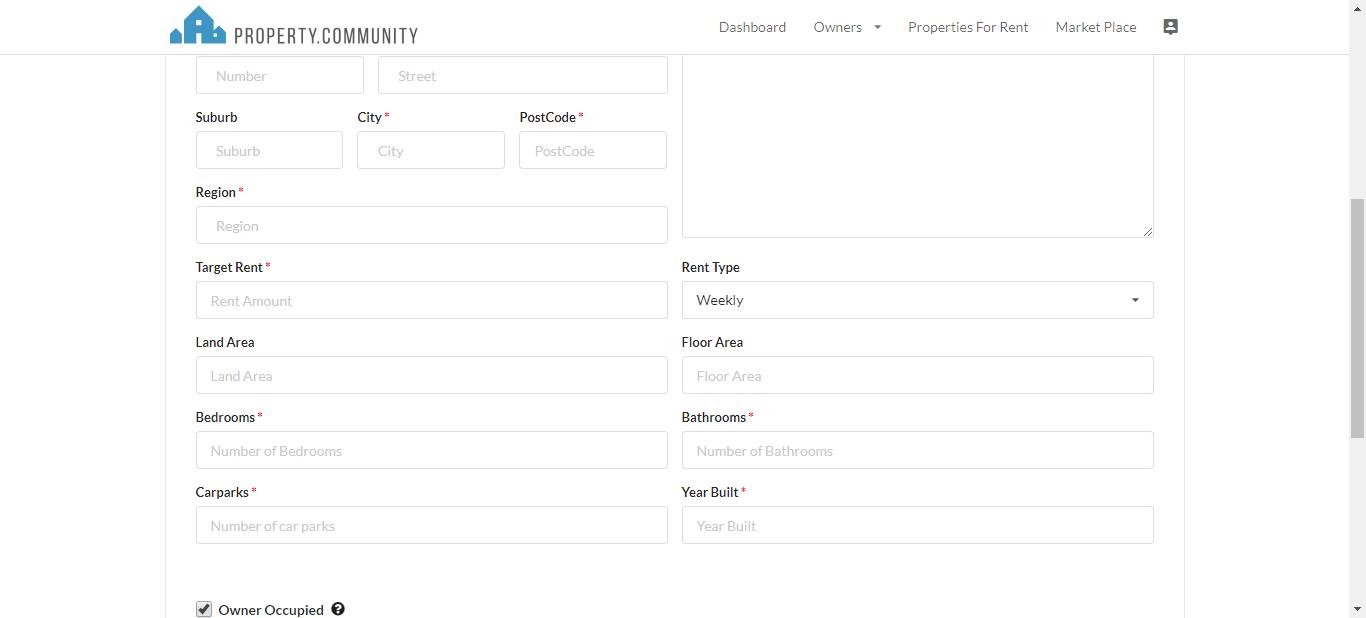 PROPERTY.COMMUNITY Dashboard Owners Properties For Rent Market Place
Number Street
Suburb City * PostCode *
Suburb City PostCode
Region *
Region
Target Rent * Rent Type
Rent Amount Weekly
Land Area Floor Area
Land Area Floor Area
Bedrooms * Bathrooms *
Number of Bedrooms Number of Bathrooms
Carparks * Year Built *
Number of car parks Year Built
Owner Occupied ?